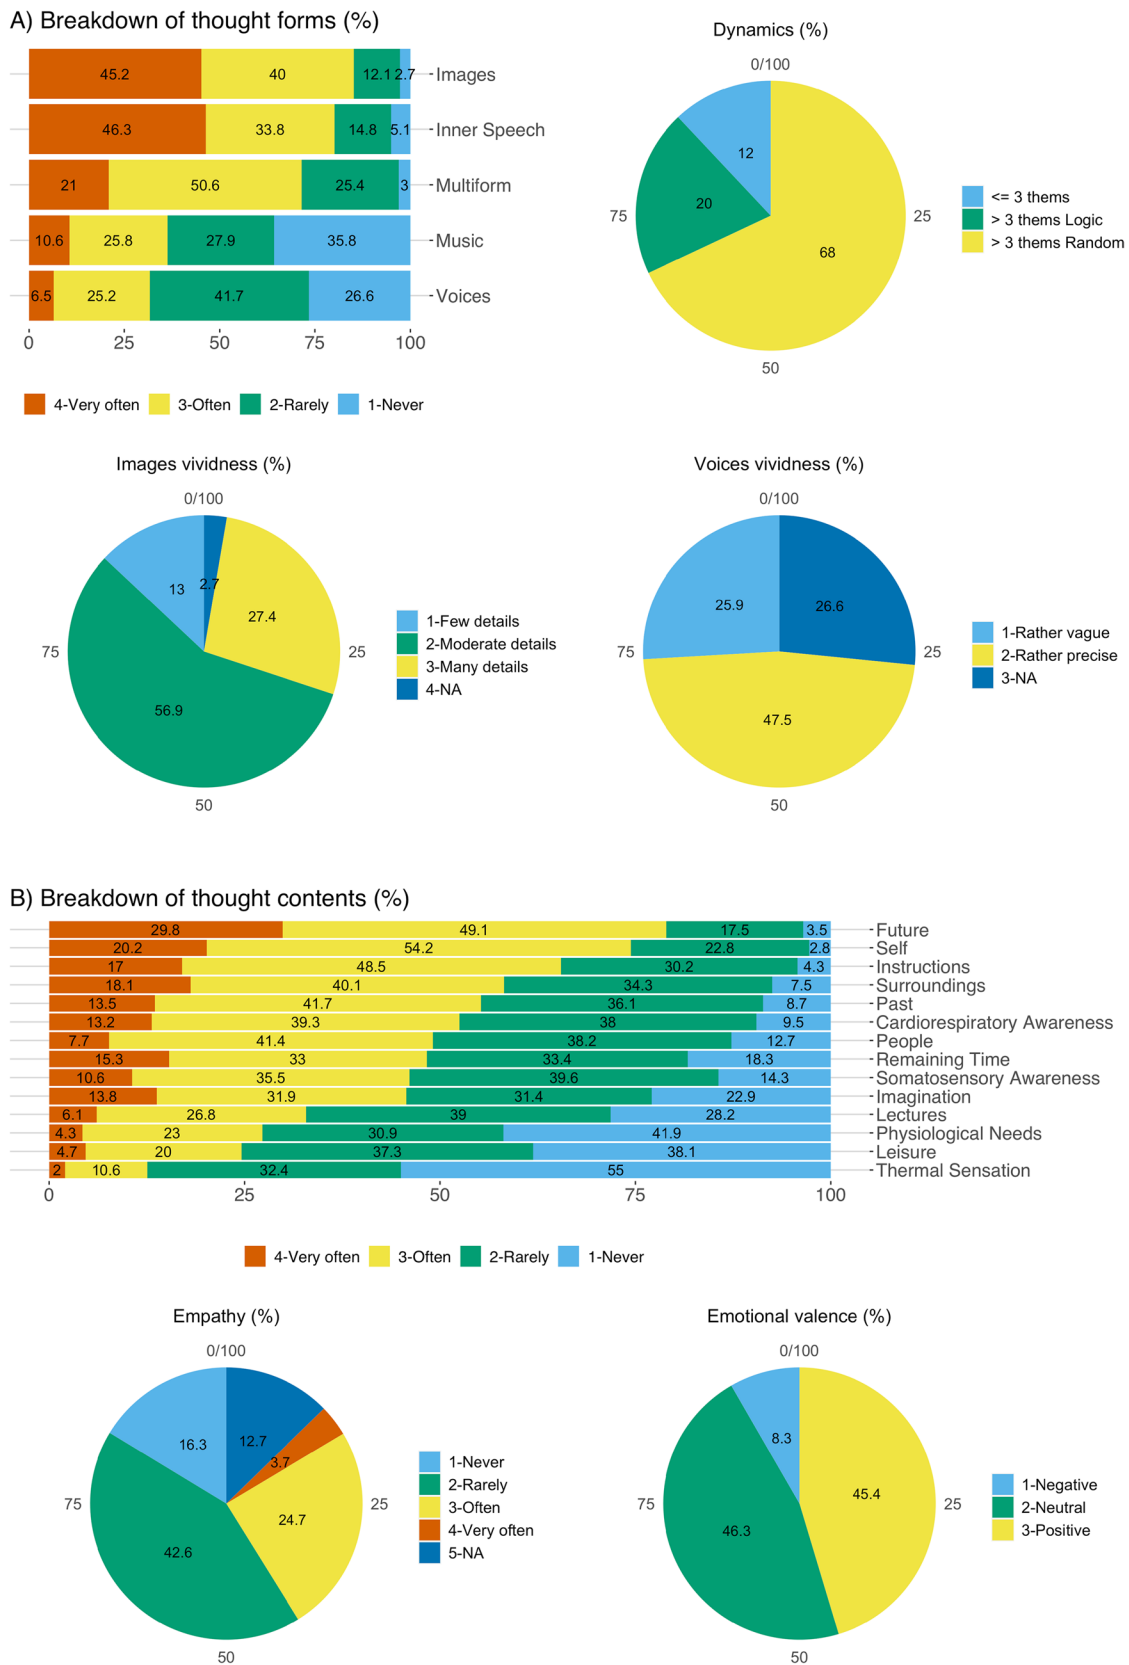 A) Breakdown of thought forms (%)
45.2 40 12.1 2.7 Images
46.3 33.8 14.8 5.1 Inner Speech
21 50.6 25.4 3 Multiform
10.6 25.8 27.9 35.8 Music
6.5 25.2 41.7 26.6 Voices
0 25 50 75 100
4-Very often 3-Often 2-Rarely 1-Never
Dynamics (%)
0/100
12
20
68
75
25
50
<= 3 thems
> 3 thems Logic
> 3 thems Random
Images vividness (%)
0/100
13 2.7
27.4
56.9
75
25
50
1-Few details
2-Moderate details
3-Many details
4-NA
Voices vividness (%)
0/100
25.9 26.6
47.5
75
25
50
1-Rather vague
2-Rather precise
3-NA
B) Breakdown of thought contents (%)
29.8 49.1 17.5 3.5 Future
20.2 54.2 22.8 2.8 Self
17 48.5 30.2 4.3 Instructions
18.1 40.1 34.3 7.5 Surroundings
13.5 41.7 36.1 8.7 Past
13.2 39.3 38 9.5 Cardiorespiratory Awareness
7.7 41.4 38.2 12.7 People
15.3 33 33.4 18.3 Remaining Time
10.6 35.5 39.6 14.3 Somatosensory Awareness
13.8 31.9 31.4 22.9 Imagination
6.1 26.8 39 28.2 Lectures
4.3 23 30.9 41.9 Physiological Needs
4.7 20 37.3 38.1 Leisure
2 10.6 32.4 55 Thermal Sensation
0 25 50 75 100
4-Very often 3-Often 2-Rarely 1-Never
Empathy (%)
0/100
16.3 12.7
3.7
24.7
42.6
75
25
50
1-Never
2-Rarely
3-Often
4-Very often
5-NA
Emotional valence (%)
0/100
8.3
45.4
46.3
75
25
50
1-Negative
2-Neutral
3-Positive